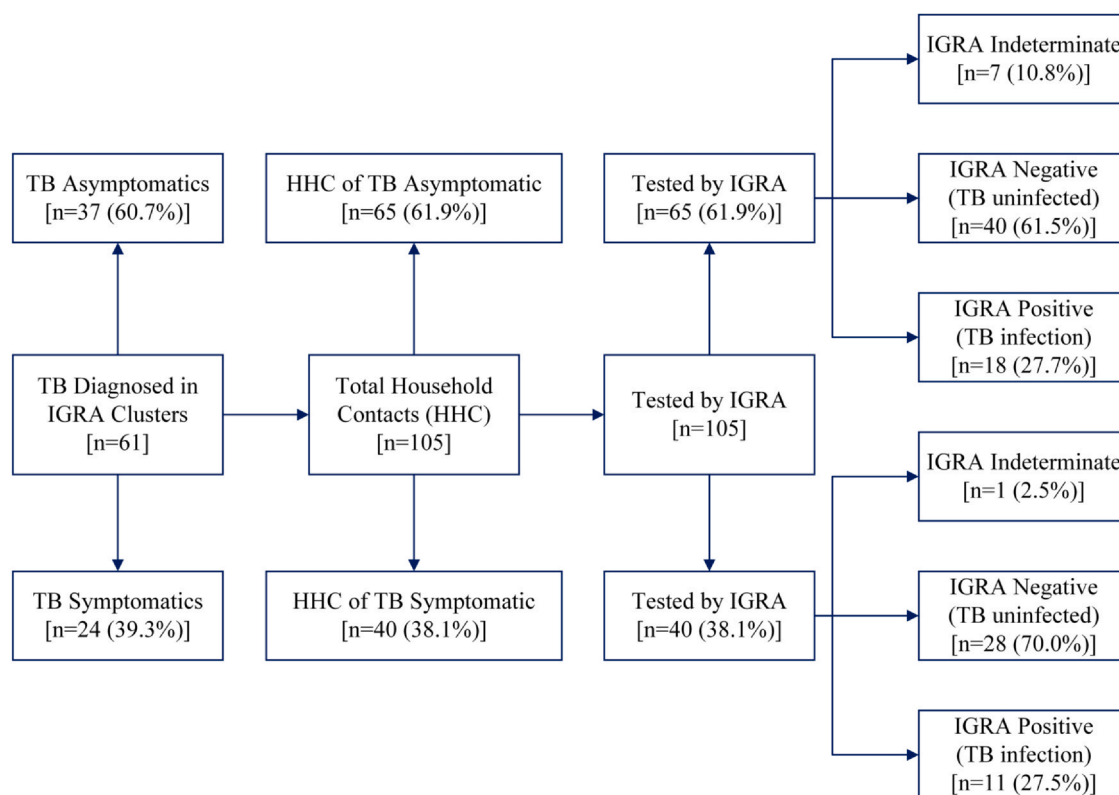 IGRA Indeterminate
[n=7 (10.8%)]
TB Asymptomatics
[n=37 (60.7%)]
HHC of TB Asymptomatic
[n=65 (61.9%)]
Tested by IGRA
[n=65 (61.9%)]
IGRA Negative
(TB uninfected)
[n=40 (61.5%)]
IGRA Positive
(TB infection)
[n=18 (27.7%)]
TB Diagnosed in
IGRA Clusters
[n=61]
Total Household
Contacts (HHC)
[n=105]
Tested by IGRA
[n=105]
IGRA Indeterminate
[n=1 (2.5%)]
TB Symptomatics
[n=24 (39.3%)]
HHC of TB Symptomatic
[n=40 (38.1%)]
Tested by IGRA
[n=40 (38.1%)]
IGRA Negative
(TB uninfected)
[n=28 (70.0%)]
IGRA Positive
(TB infection)
[n=11 (27.5%)]